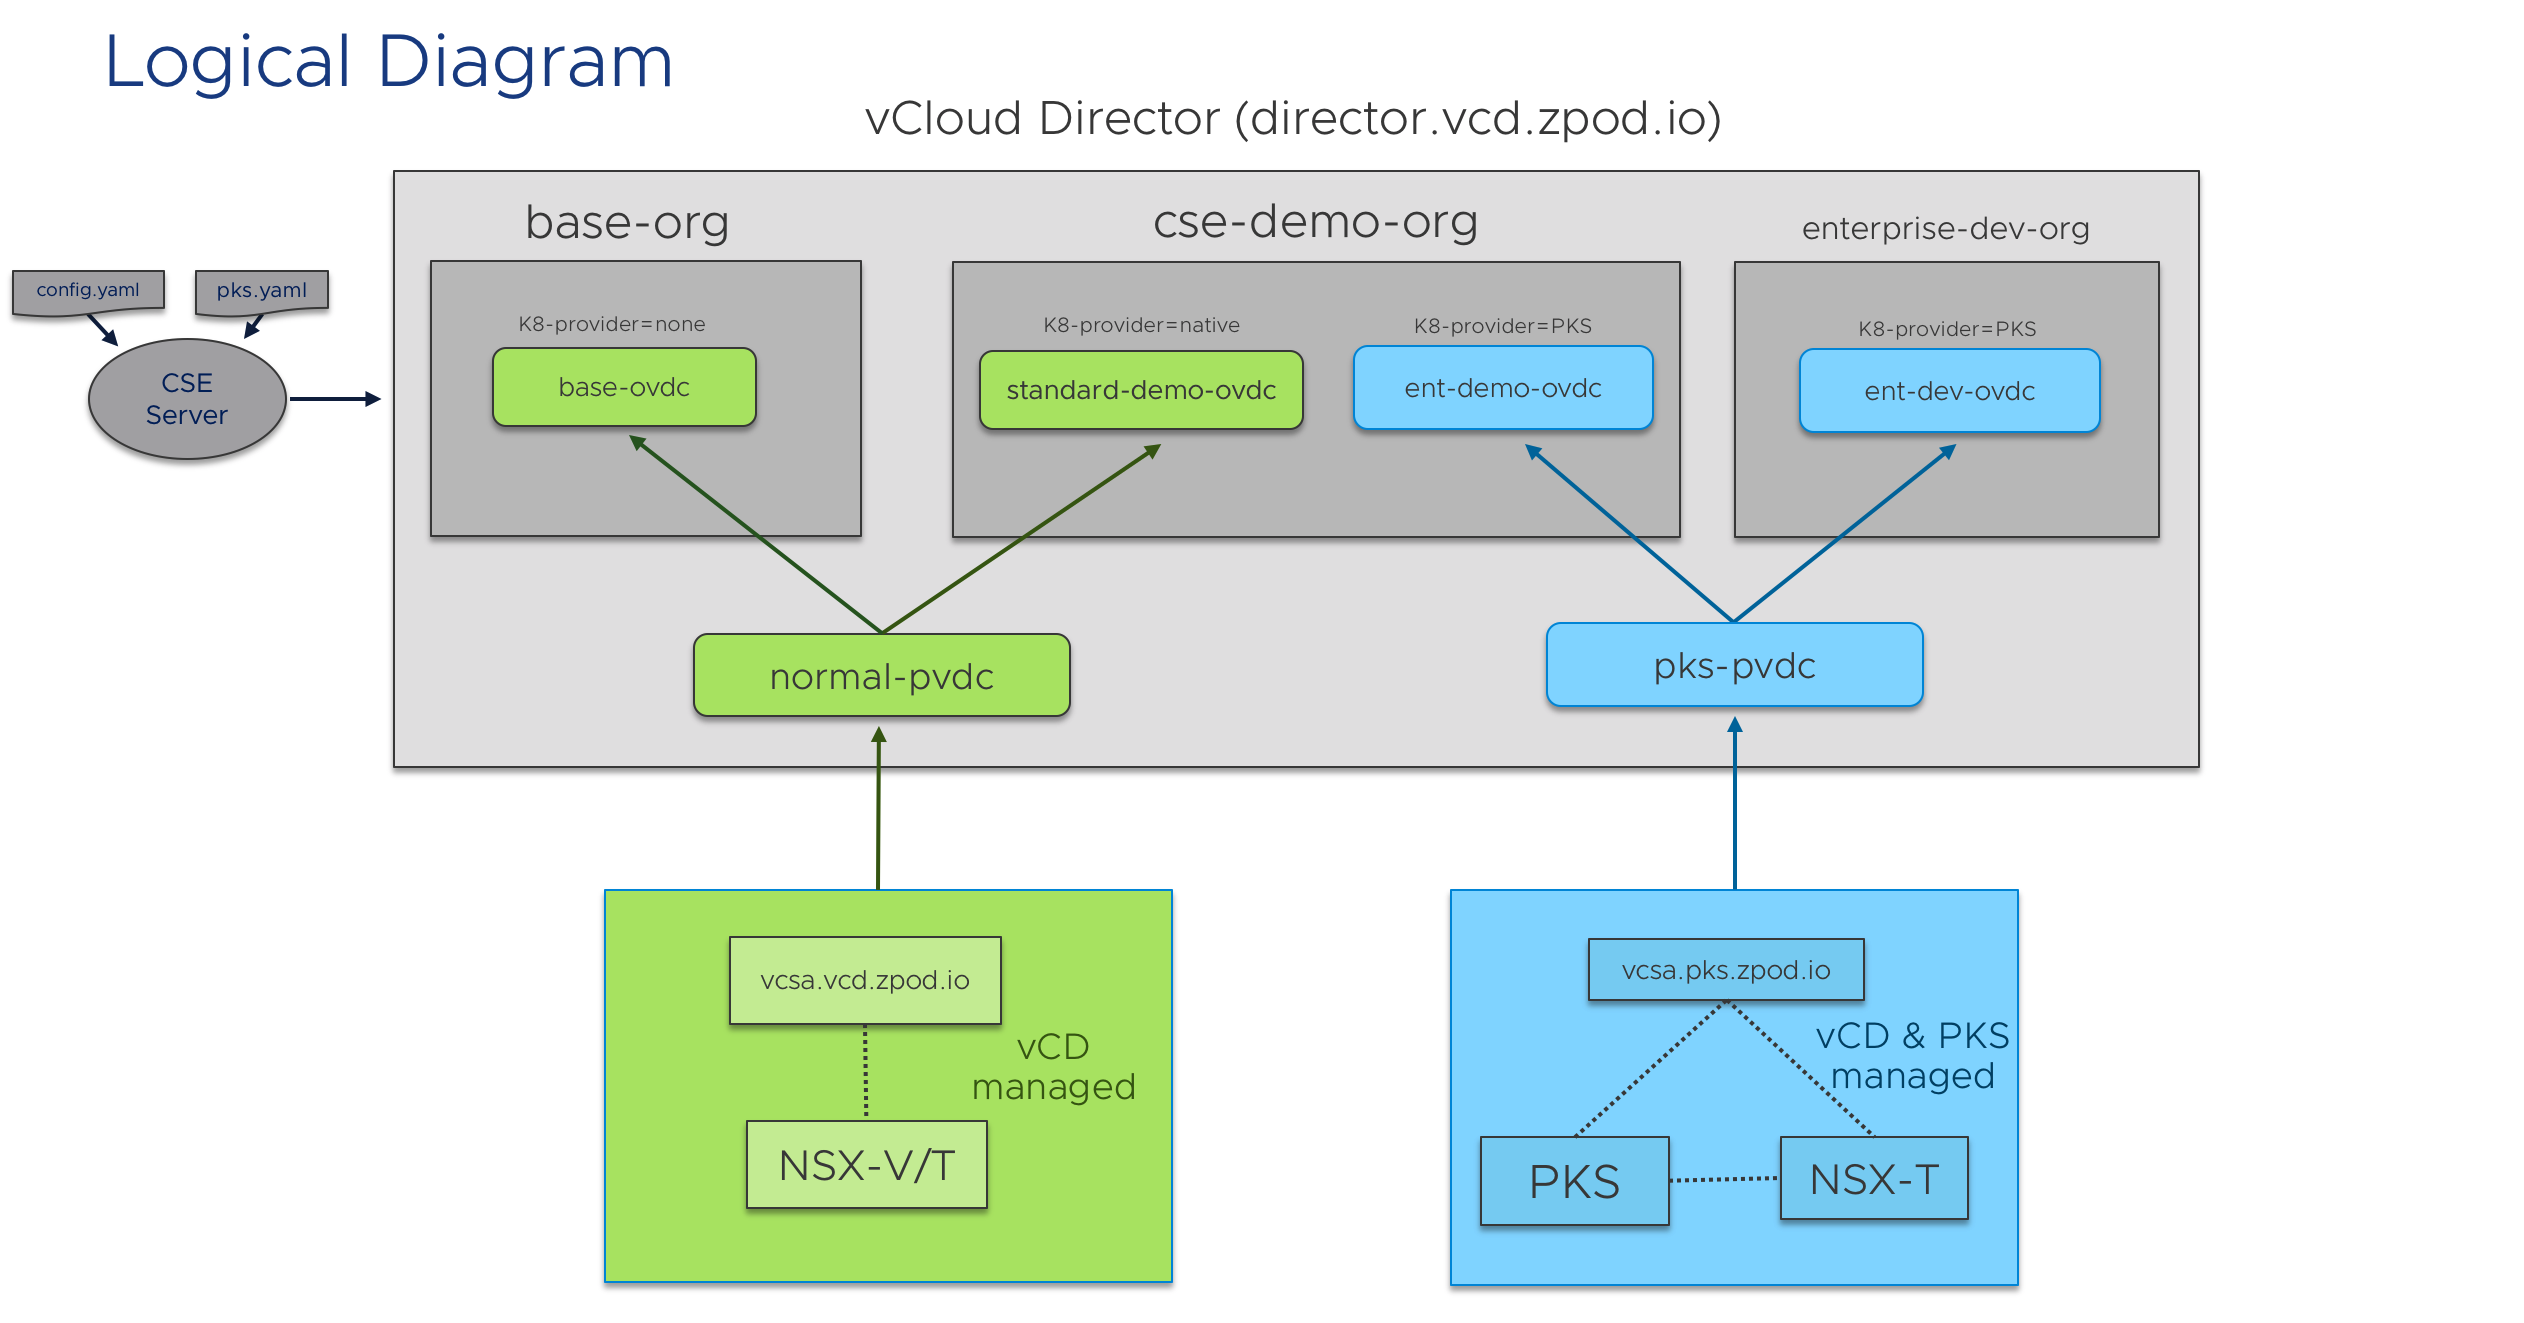 Logical Diagram
vCloud Director (director.vcd.zpod.io)
base-org
cse-demo-org
enterprise-dev-org
config.yaml
pks.yaml
CSE
Server
K8-provider=none
base-ovdc
K8-provider=native
standard-demo-ovdc
K8-provider=PKS
ent-demo-ovdc
K8-provider=PKS
ent-dev-ovdc
normal-pvdc
pks-pvdc
vcsa.vcd.zpod.io
vCD
managed
NSX-V/T
vcsa.pks.zpod.io
vCD & PKS
managed
PKS
NSX-T